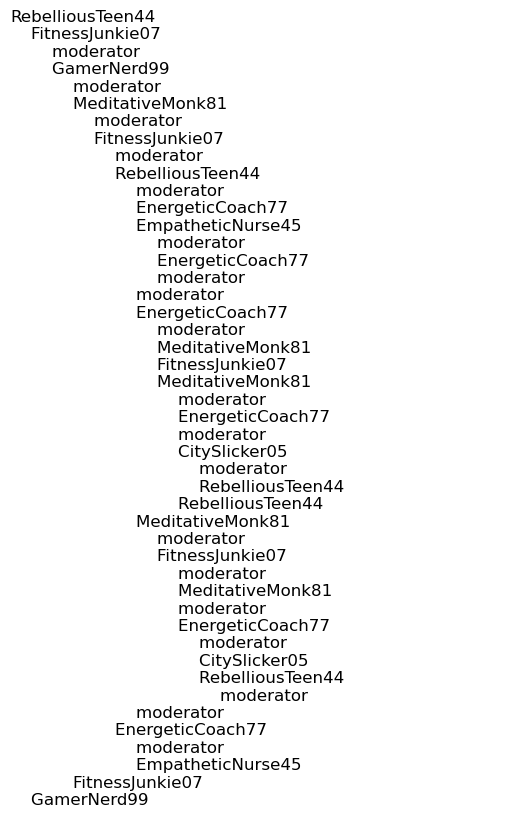 RebelliousTeen44
FitnessJunkie07
moderator
GamerNerd99
moderator
MeditativeMonk81
moderator
FitnessJunkie07
moderator
RebelliousTeen44
moderator
EnergeticCoach77
EmpatheticNurse45
moderator
EnergeticCoach77
moderator
moderator
EnergeticCoach77
moderator
MeditativeMonk81
FitnessJunkie07
MeditativeMonk81
moderator
EnergeticCoach77
moderator
CitySlicker05
moderator
RebelliousTeen44
RebelliousTeen44
MeditativeMonk81
moderator
FitnessJunkie07
moderator
MeditativeMonk81
moderator
EnergeticCoach77
moderator
CitySlicker05
RebelliousTeen44
moderator
moderator
EnergeticCoach77
moderator
EmpatheticNurse45
FitnessJunkie07
GamerNerd99